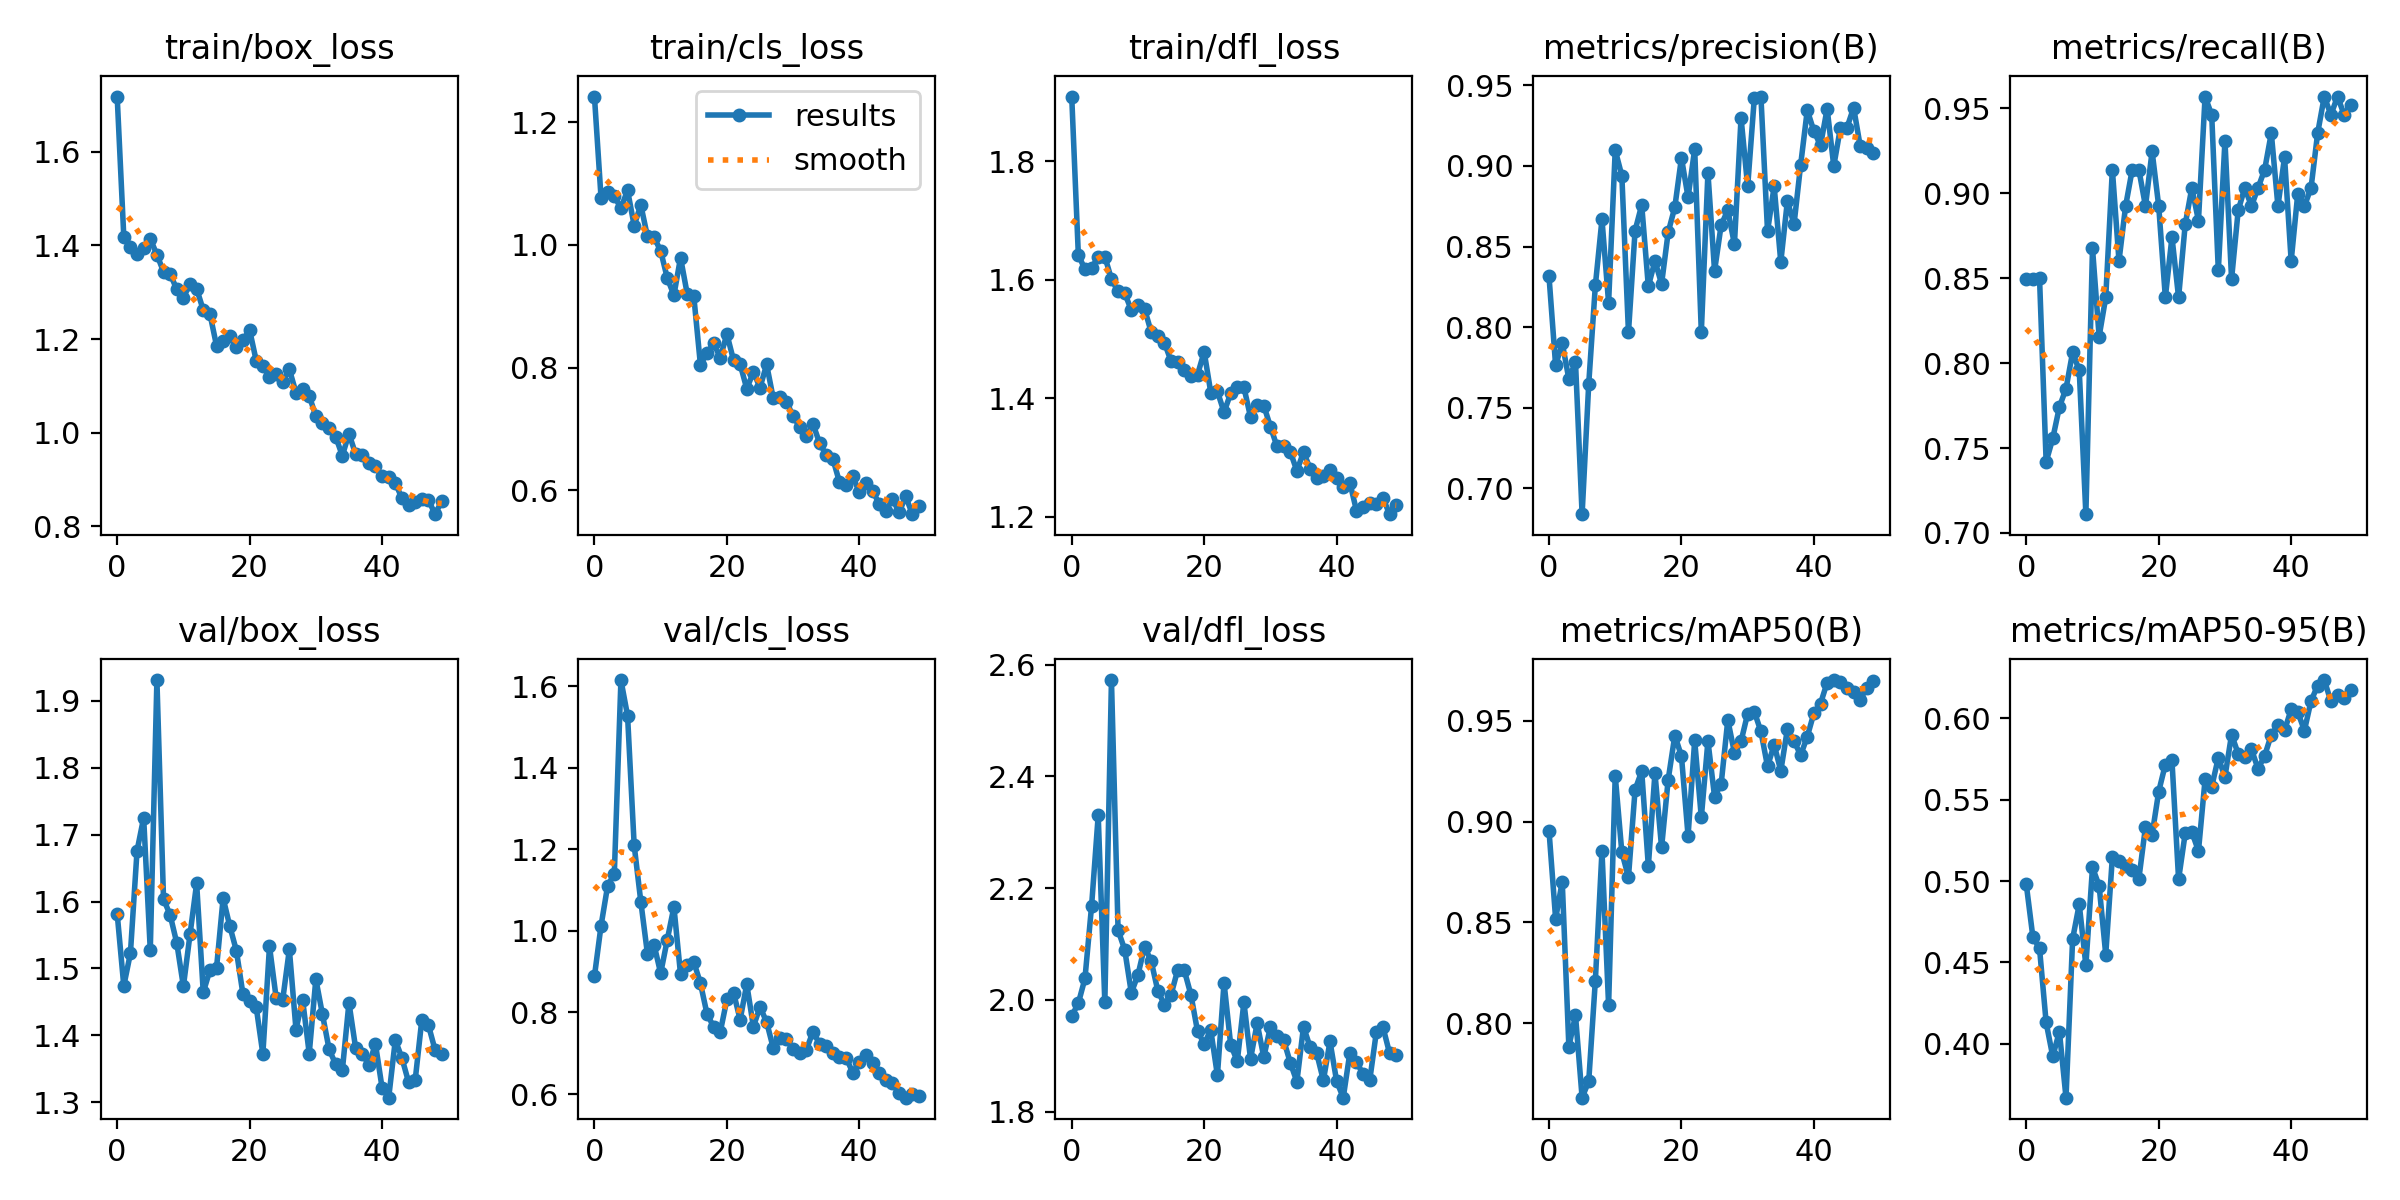 train/box_loss
train/cls_loss
train/dfl_loss
metrics/precision(B)
metrics/recall(B)
1.6
1.4
1.2
1.0
0.8
0 20 40
1.2
1.0
0.8
0.6
0 20 40
results
smooth
1.8
1.6
1.4
1.2
0 20 40
0.95
0.90
0.85
0.80
0.75
0.70
0 20 40
0.95
0.90
0.85
0.80
0.75
0.70
0 20 40
val/box_loss
val/cls_loss
val/dfl_loss
metrics/mAP50(B)
metrics/mAP50-95(B)
1.9
1.8
1.7
1.6
1.5
1.4
1.3
0 20 40
1.6
1.4
1.2
1.0
0.8
0.6
0 20 40
2.6
2.4
2.2
2.0
1.8
0 20 40
0.95
0.90
0.85
0.80
0 20 40
0.60
0.55
0.50
0.45
0.40
0 20 40